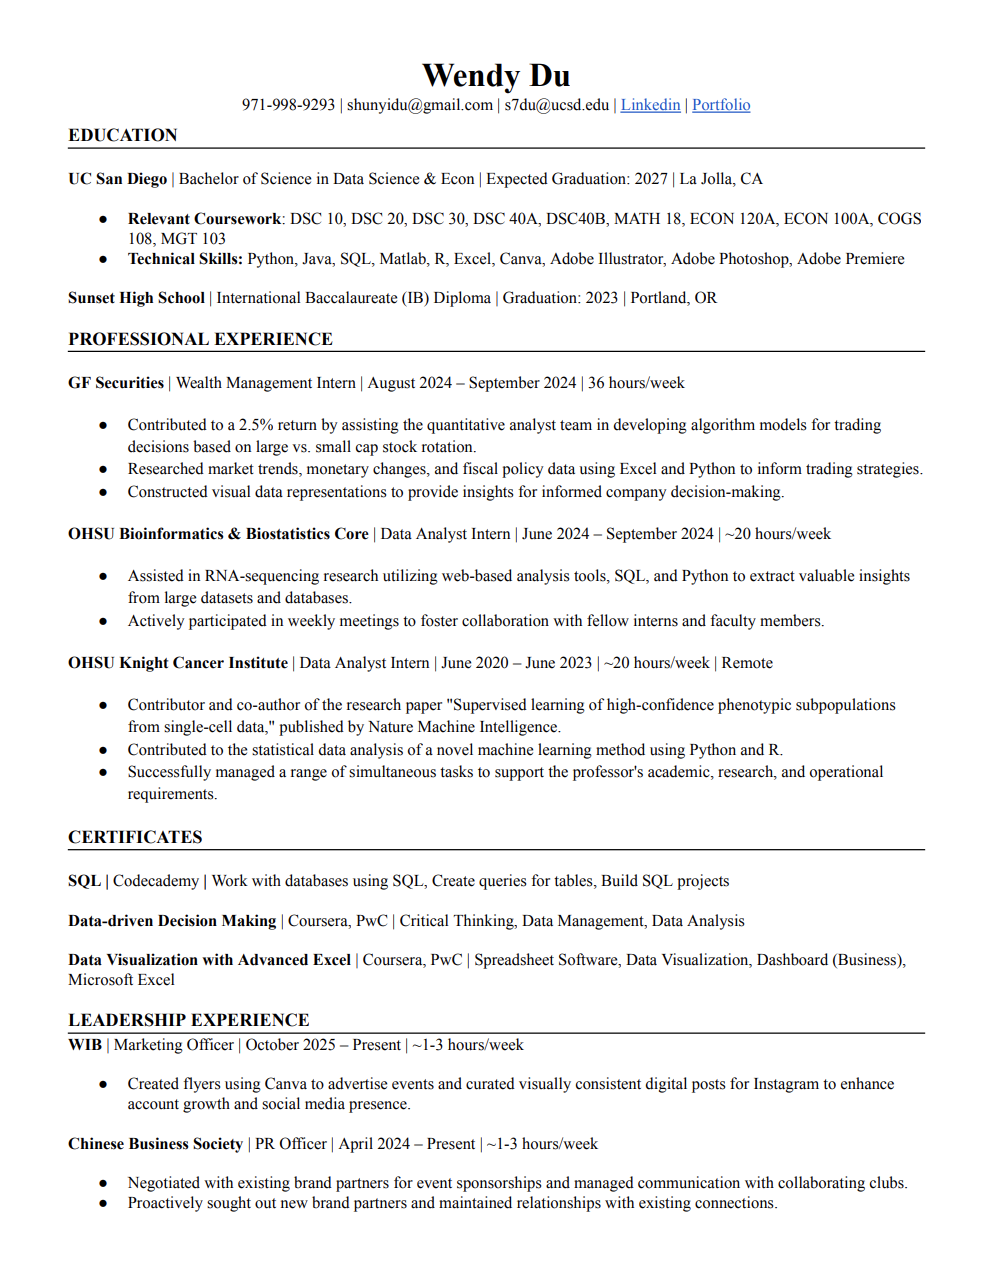 Wendy Du
971-998-9293 | shunyidu@gmail.com | s7du@ucsd.edu | Linkedin | Portfolio
EDUCATION
UC San Diego | Bachelor of Science in Data Science & Econ | Expected Graduation: 2027 | La Jolla, CA
● Relevant Coursework: DSC 10, DSC 20, DSC 30, DSC 40A, DSC40B, MATH 18, ECON 120A, ECON 100A, COGS
108, MGT 103
● Technical Skills: Python, Java, SQL, Matlab, R, Excel, Canva, Adobe Illustrator, Adobe Photoshop, Adobe Premiere
Sunset High School | International Baccalaureate (IB) Diploma | Graduation: 2023 | Portland, OR
PROFESSIONAL EXPERIENCE
GF Securities | Wealth Management Intern | August 2024 – September 2024 | 36 hours/week
● Contributed to a 2.5% return by assisting the quantitative analyst team in developing algorithm models for trading
decisions based on large vs. small cap stock rotation.
● Researched market trends, monetary changes, and fiscal policy data using Excel and Python to inform trading strategies.
● Constructed visual data representations to provide insights for informed company decision-making.
OHSU Bioinformatics & Biostatistics Core | Data Analyst Intern | June 2024 – September 2024 | ~20 hours/week
● Assisted in RNA-sequencing research utilizing web-based analysis tools, SQL, and Python to extract valuable insights
from large datasets and databases.
● Actively participated in weekly meetings to foster collaboration with fellow interns and faculty members.
OHSU Knight Cancer Institute | Data Analyst Intern | June 2020 – June 2023 | ~20 hours/week | Remote
● Contributor and co-author of the research paper "Supervised learning of high-confidence phenotypic subpopulations
from single-cell data," published by Nature Machine Intelligence.
● Contributed to the statistical data analysis of a novel machine learning method using Python and R.
● Successfully managed a range of simultaneous tasks to support the professor's academic, research, and operational
requirements.
CERTIFICATES
SQL | Codecademy | Work with databases using SQL, Create queries for tables, Build SQL projects
Data-driven Decision Making | Coursera, PwC | Critical Thinking, Data Management, Data Analysis
Data Visualization with Advanced Excel | Coursera, PwC | Spreadsheet Software, Data Visualization, Dashboard (Business),
Microsoft Excel
LEADERSHIP EXPERIENCE
WIB | Marketing Officer | October 2025 – Present | ~1-3 hours/week
● Created flyers using Canva to advertise events and curated visually consistent digital posts for Instagram to enhance
account growth and social media presence.
Chinese Business Society | PR Officer | April 2024 – Present | ~1-3 hours/week
● Negotiated with existing brand partners for event sponsorships and managed communication with collaborating clubs.
● Proactively sought out new brand partners and maintained relationships with existing connections.